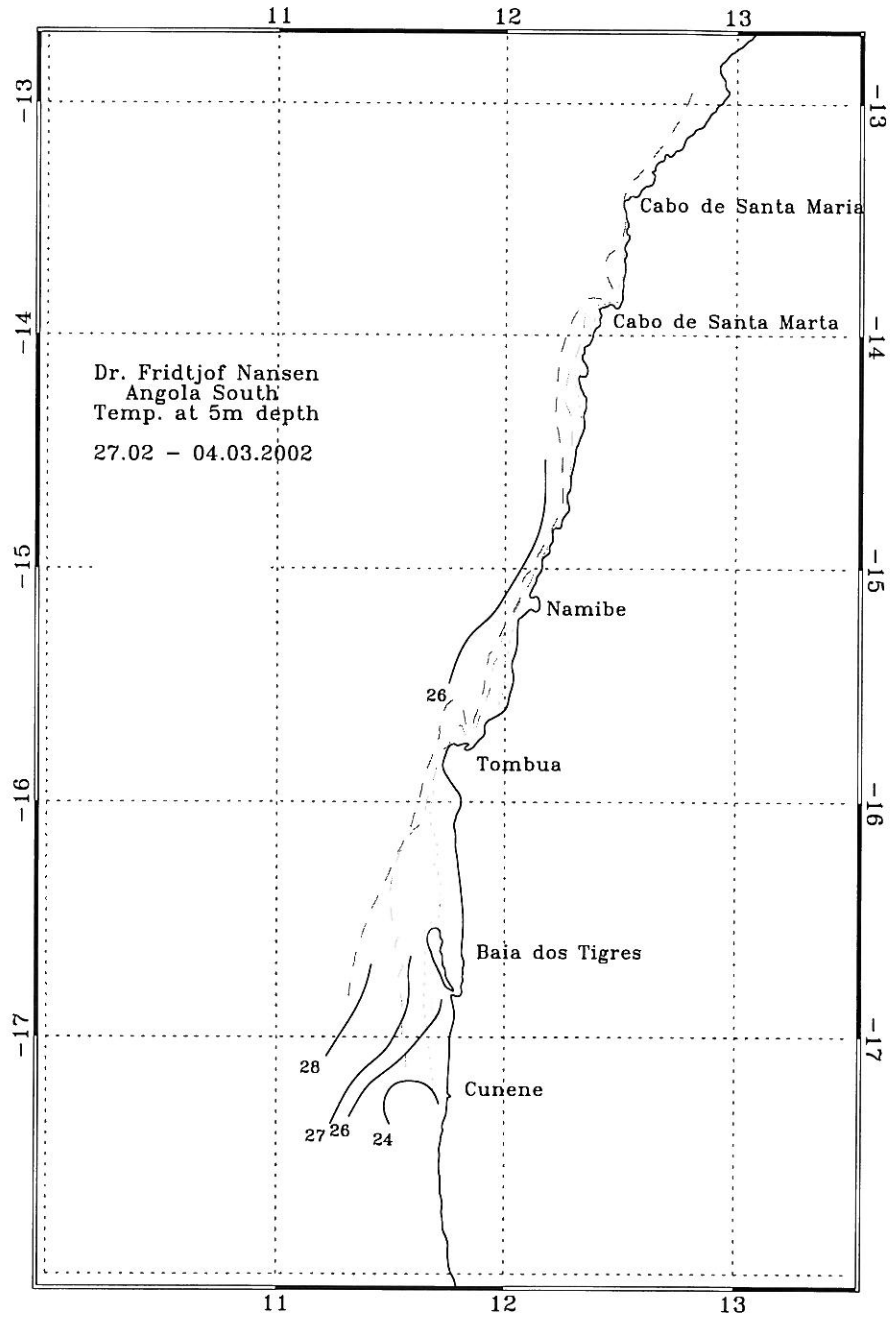 11 12 13
-13 -13
Cabo de Santa Maria
Cabo de Santa Marta
-14 -14
Dr. Fridtjof Nansen
Angola South
Temp. at 5m depth
27.02 - 04.03.2002
-15 -15
Namibe
26
Tombua
-16 -16
Baia dos Tigres
-17 -17
28
Cunene
27 26 24
11 12 13